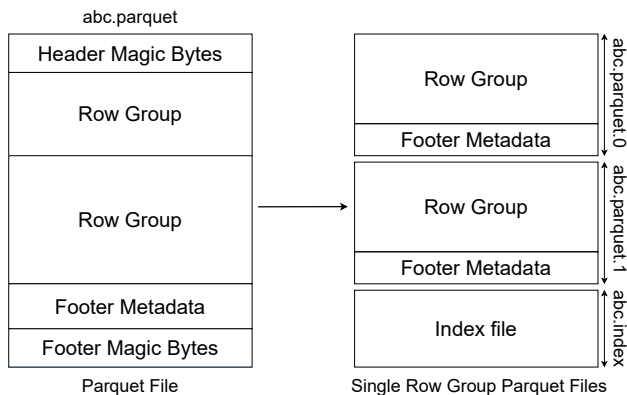 abc.parquet
Header Magic Bytes
Row Group
Row Group
Footer Metadata
Footer Magic Bytes
Parquet File
Row Group
Footer Metadata
abc.parquet.0
Row Group
Footer Metadata
abc.parquet.1
Index file
abc.index
Single Row Group Parquet Files